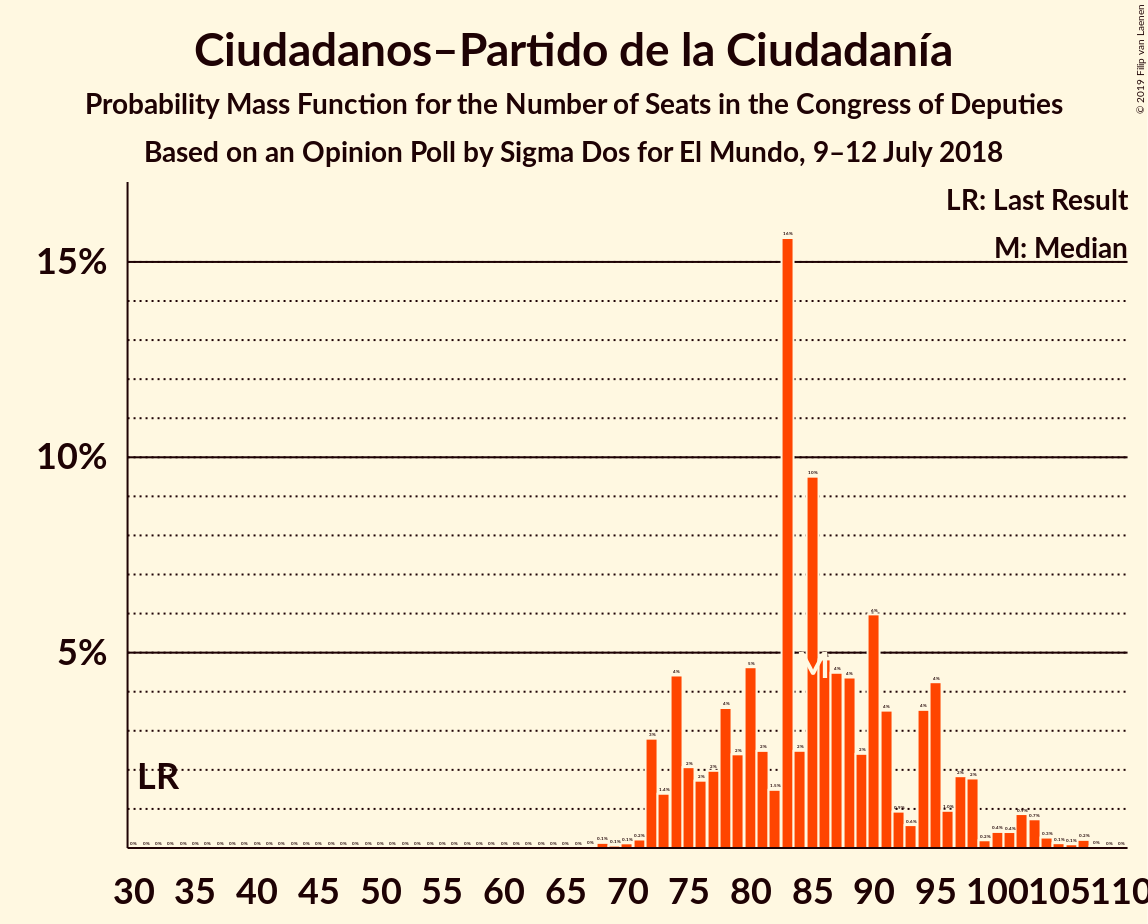 Ciudadanos–Partido de la Ciudadanía
Probability Mass Function for the Number of Seats in the Congress of Deputies
Based on an Opinion Poll by Sigma Dos for El Mundo, 9–12 July 2018
© 2019 Filip van Laenen
LR: Last Result
M: Median
15%
10%
5%
LR
M
30 35 40 45 50 55 60 65 70 75 80 85 90 95 100 105 110